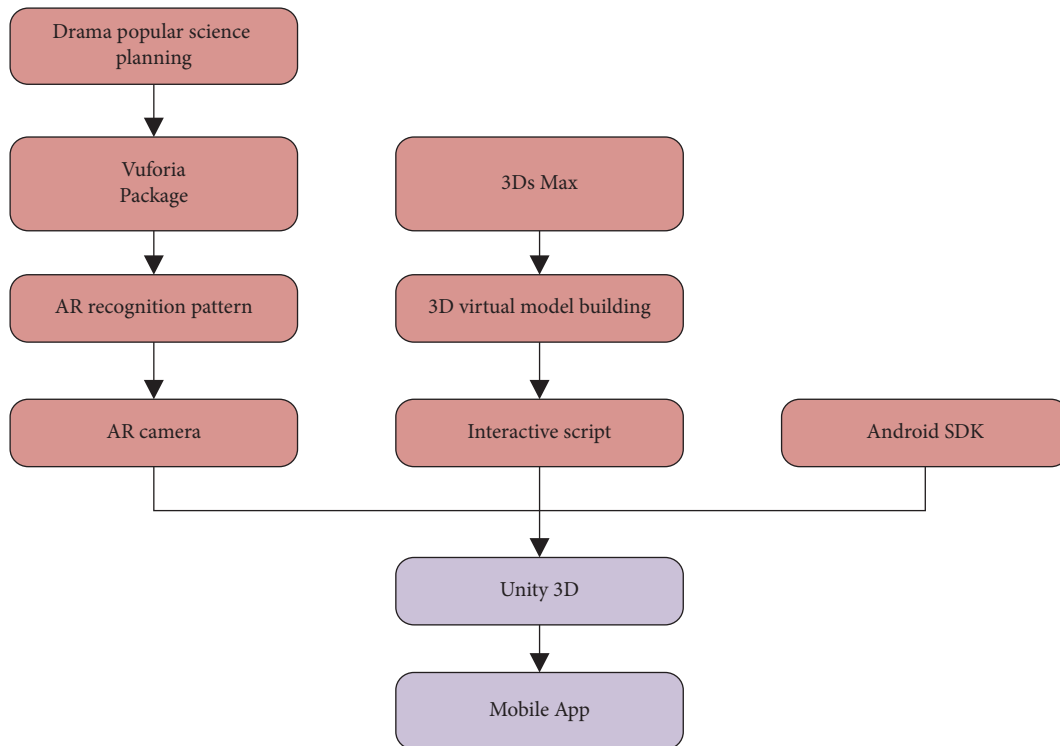 Drama popular science
planning
Vuforia
Package
3Ds Max
AR recognition pattern
3D virtual model building
AR camera
Interactive script
Android SDK
Unity 3D
Mobile App